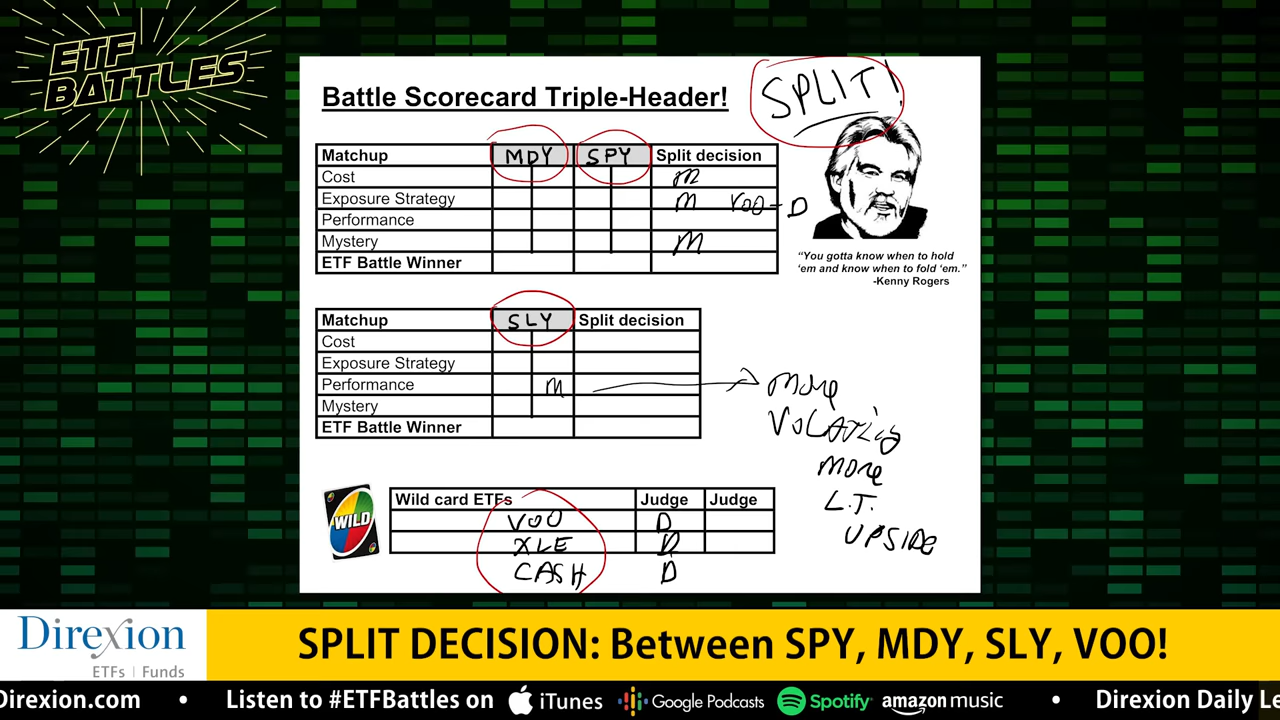 ETF
BATTLES
Battle Scorecard Triple-Header!
SPLIT!
Matchup MDY SPY Split decision
Cost M
Exposure Strategy M VOO - D
Performance
Mystery M
ETF Battle Winner
“You gotta know when to hold
‘em and know when to fold ‘em.”
-Kenny Rogers
Matchup SLY Split decision
Cost
Exposure Strategy
Performance M
Mystery
ETF Battle Winner
more
VOLATILITY
more
L.T.
UPSIDE
WILD
Wild card ETFs Judge Judge
VOO D
XLE D
CASH D
Direxion
ETFs | Funds
SPLIT DECISION: Between SPY, MDY, SLY, VOO!
Direxion.com • Listen to #ETFBattles on iTunes Google Podcasts Spotify amazon music • Direxion Daily Le